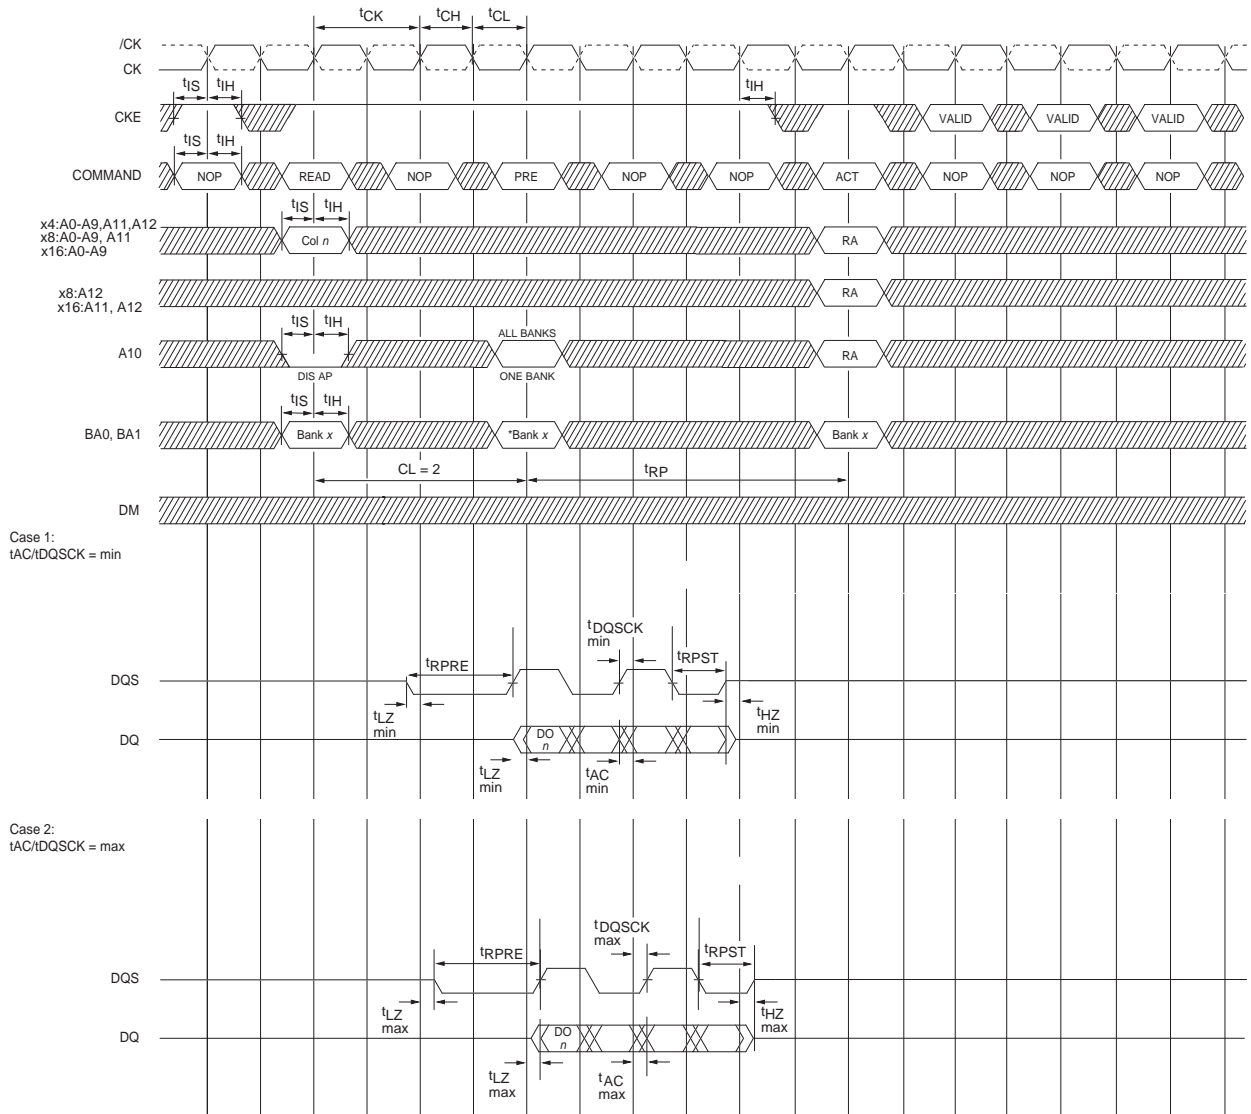 tCK tCH tCL
/CK
CK
tIS tIH tIH
CKE VALID VALID VALID
tIS tIH
COMMAND NOP READ NOP PRE NOP NOP ACT NOP NOP NOP
tIS tIH
x4:A0-A9,A11,A12
x8:A0-A9, A11
x16:A0-A9
Col n RA
x8:A12
x16:A11, A12
RA
tIS tIH
ALL BANKS
A10 RA
DIS AP ONE BANK
tIS tIH
BA0, BA1 Bank x *Bank x Bank x
CL = 2 tRP
DM
Case 1:
tAC/tDQSCK = min
tDQSCK
min
tRPRE tRPST
DQS
tLZ
min
tHZ
min
DQ DO
n
tLZ
min
tAC
min
Case 2:
tAC/tDQSCK = max
tDQSCK
max
tRPRE tRPST
DQS
tLZ
max
tHZ
max
DQ DO
n
tLZ
max
tAC
max